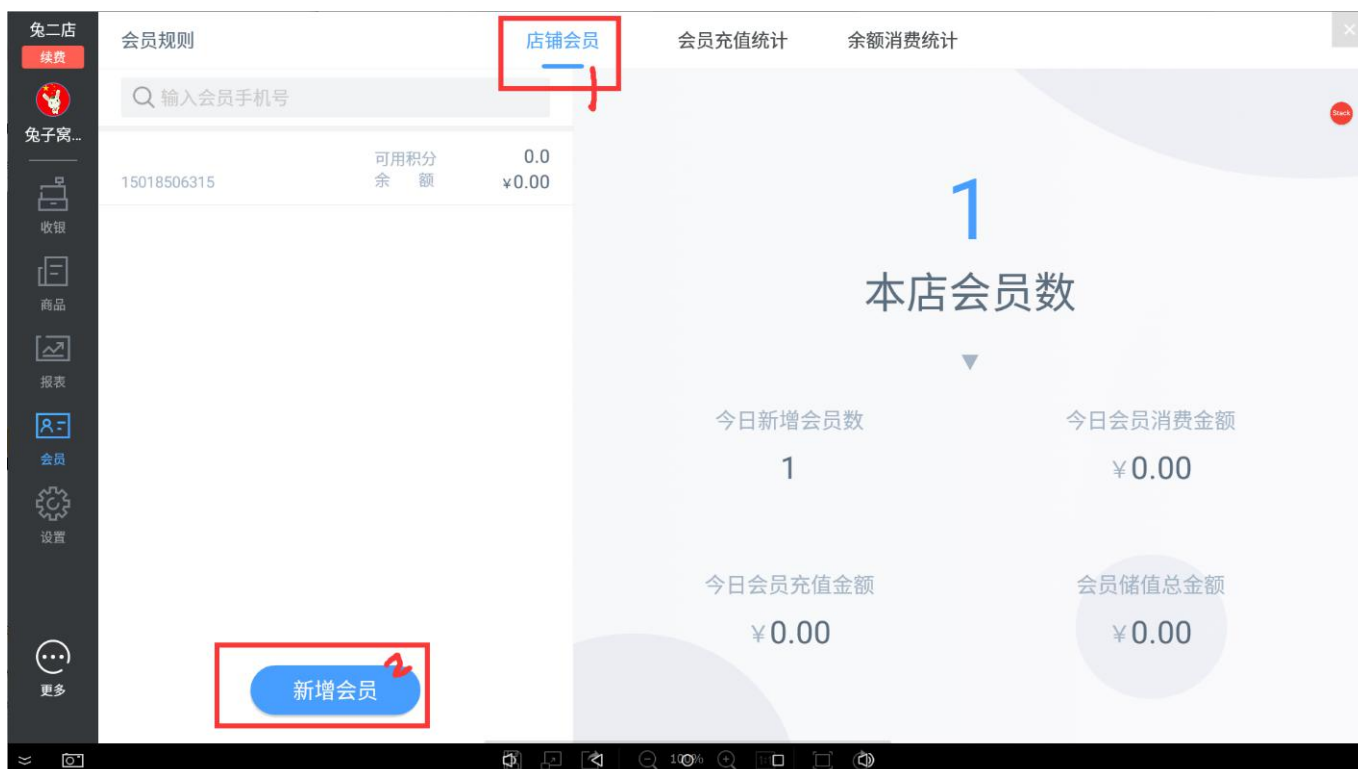 兔二店
续费
兔子窝...
收银
商品
报表
会员
设置
更多
会员规则
店铺会员
会员充值统计
余额消费统计
1
输入会员手机号
15018506315
可用积分
0.0
余 额
¥0.00
新增会员
2
Stack
1
本店会员数
今日新增会员数
1
今日会员消费金额
¥0.00
今日会员充值金额
¥0.00
会员储值总金额
¥0.00
100%